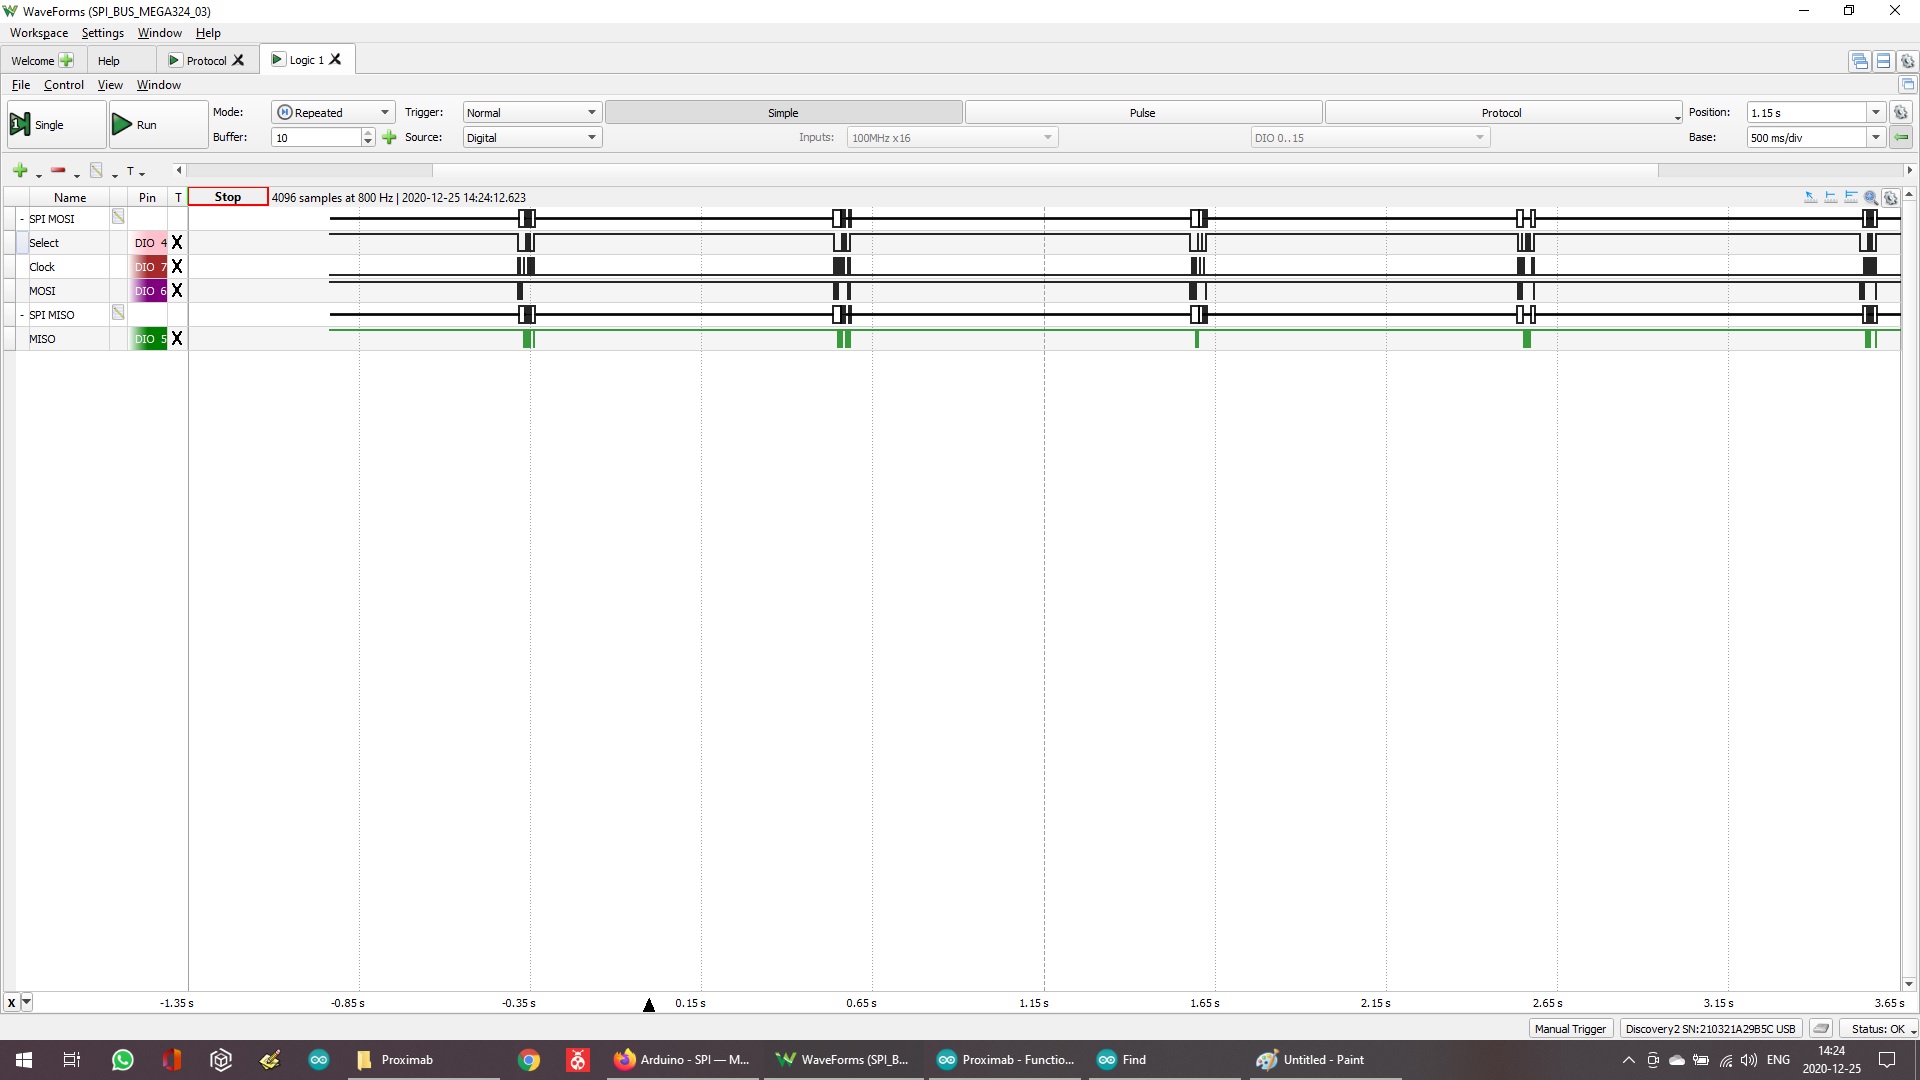 WaveForms (SPI_BUS_MEGA324_03)
Workspace Settings Window Help
Welcome Help Protocol Logic 1
File Control View Window
Single Run Mode: Repeated Trigger: Normal Simple Pulse Protocol Position: 1.15 s
Buffer: 10 Source: Digital Inputs: 100MHz x16 DIO 0..15 Base: 500 ms/div
T
Name Pin T Stop 4096 samples at 800 Hz | 2020-12-25 14:24:12.623
- SPI MOSI
Select DIO 4 X
Clock DIO 7 X
MOSI DIO 6 X
- SPI MISO
MISO DIO 5 X
X -1.35 s -0.85 s -0.35 s 0.15 s 0.65 s 1.15 s 1.65 s 2.15 s 2.65 s 3.15 s 3.65 s
Manual Trigger Discovery2 SN:210321A29B5C USB Status: OK
Proximab Arduino - SPI — M... WaveForms (SPI_B... Proximab - Functio... Find Untitled - Paint ENG 14:24
2020-12-25